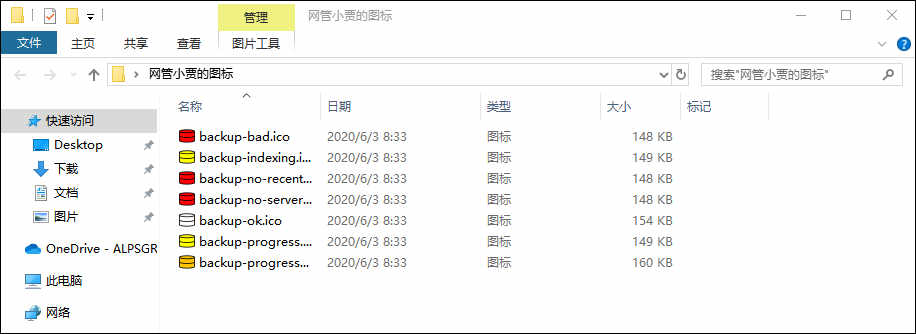 管理
网管小贾的图标
文件
主页
共享
查看
图片工具
网管小贾的图标
搜索"网管小贾的图标"
名称 日期 类型 大小 标记
快速访问
Desktop
下载
文档
图片
OneDrive - ALPSGR
此电脑
网络
backup-bad.ico 2020/6/3 8:33 图标 148 KB
backup-indexing.i... 2020/6/3 8:33 图标 149 KB
backup-no-recent... 2020/6/3 8:33 图标 148 KB
backup-no-server... 2020/6/3 8:33 图标 148 KB
backup-ok.ico 2020/6/3 8:33 图标 154 KB
backup-progress.... 2020/6/3 8:33 图标 149 KB
backup-progress... 2020/6/3 8:33 图标 160 KB